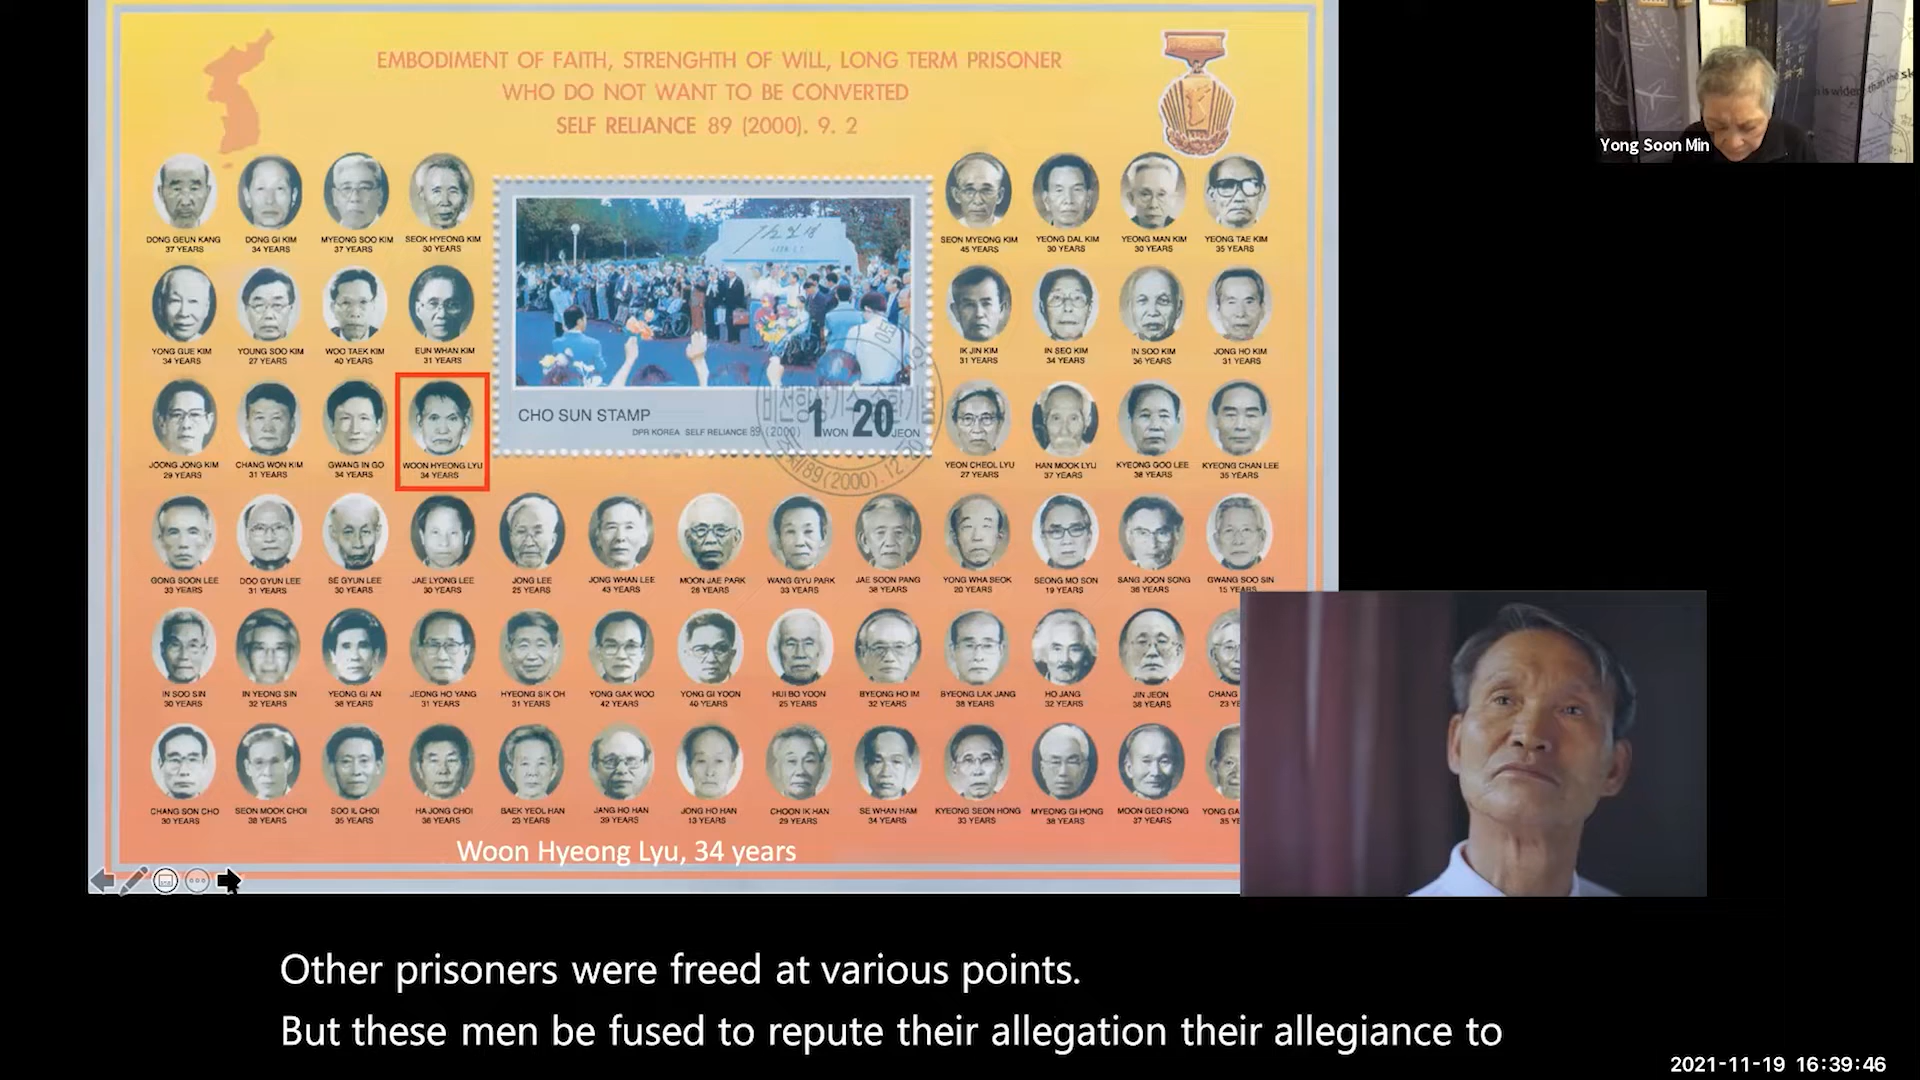 EMBODIMENT OF FAITH, STRENGHTH OF WILL, LONG TERM PRISONER
WHO DO NOT WANT TO BE CONVERTED
SELF RELIANCE 89 (2000). 9. 2
Yong Soon Min
DONG GEUN KANG
37 YEARS
DONG GI KIM
34 YEARS
MYEONG SOO KIM
37 YEARS
SEOK HYEONG KIM
30 YEARS
SEON MYEONG KIM
45 YEARS
YEONG DAL KIM
30 YEARS
YEONG MAN KIM
30 YEARS
YEONG TAE KIM
35 YEARS
YONG GUE KIM
34 YEARS
YOUNG SOO KIM
27 YEARS
WOO TAEK KIM
40 YEARS
EUN WHAN KIM
31 YEARS
IK JIN KIM
31 YEARS
IN SEO KIM
34 YEARS
IN SOO KIM
36 YEARS
JONG HO KIM
31 YEARS
CHO SUN STAMP
DPR KOREA SELF RELIANCE 89 (2000)
1 WON 20 JEON
JOONG JONG KIM
29 YEARS
CHANG WON KIM
31 YEARS
GWANG IN GO
34 YEARS
WOON HYEONG LYU
34 YEARS
YEON CHEOL LYU
27 YEARS
HAN MOOK LYU
37 YEARS
KYEONG GOO LEE
38 YEARS
KYEONG CHAN LEE
35 YEARS
GONG SOON LEE
33 YEARS
DOO GYUN LEE
31 YEARS
SE GYUN LEE
30 YEARS
JAE LYONG LEE
30 YEARS
JONG LEE
25 YEARS
JONG WHAN LEE
43 YEARS
MOON JAE PARK
28 YEARS
WANG GYU PARK
33 YEARS
JAE SOON PANG
38 YEARS
YONG WHA SEOK
20 YEARS
SEONG MO SON
19 YEARS
SANG JOON SONG
36 YEARS
GWANG SOO SIN
15 YEARS
IN SOO SIN
30 YEARS
IN YEONG SIN
32 YEARS
YEONG GI AN
38 YEARS
JEONG HO YANG
31 YEARS
HYEONG SIK OH
31 YEARS
YONG GAK WOO
42 YEARS
YONG GI YOON
40 YEARS
HUI BO YOON
25 YEARS
BYEONG HO IM
32 YEARS
BYEONG LAK JANG
38 YEARS
HO JANG
32 YEARS
JIN JEON
38 YEARS
CHANG
23 YE
CHANG SON CHO
30 YEARS
SEON MOOK CHOI
38 YEARS
SOO IL CHOI
35 YEARS
HA JONG CHOI
36 YEARS
BAEK YEOL HAN
23 YEARS
JANG HO HAN
39 YEARS
JONG HO HAN
13 YEARS
CHOON IK HAN
29 YEARS
SE WHAN HAM
34 YEARS
KYEONG SEON HONG
33 YEARS
MYEONG GI HONG
38 YEARS
MOON GEO HONG
37 YEARS
YONG GA
35 YE
Woon Hyeong Lyu, 34 years
Other prisoners were freed at various points.
But these men be fused to repute their allegation their allegiance to
2021-11-19 16:39:46